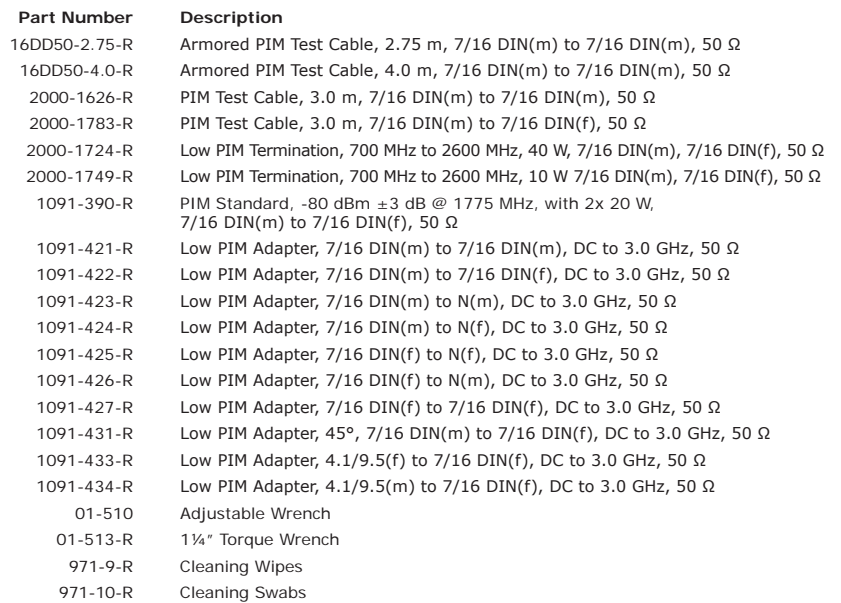 Part Number Description
16DD50-2.75-R Armored PIM Test Cable, 2.75 m, 7/16 DIN(m) to 7/16 DIN(m), 50 Ω
16DD50-4.0-R Armored PIM Test Cable, 4.0 m, 7/16 DIN(m) to 7/16 DIN(m), 50 Ω
2000-1626-R PIM Test Cable, 3.0 m, 7/16 DIN(m) to 7/16 DIN(m), 50 Ω
2000-1783-R PIM Test Cable, 3.0 m, 7/16 DIN(m) to 7/16 DIN(f), 50 Ω
2000-1724-R Low PIM Termination, 700 MHz to 2600 MHz, 40 W, 7/16 DIN(m), 7/16 DIN(f), 50 Ω
2000-1749-R Low PIM Termination, 700 MHz to 2600 MHz, 10 W 7/16 DIN(m), 7/16 DIN(f), 50 Ω
1091-390-R PIM Standard, -80 dBm ±3 dB @ 1775 MHz, with 2x 20 W,
7/16 DIN(m) to 7/16 DIN(f), 50 Ω
1091-421-R Low PIM Adapter, 7/16 DIN(m) to 7/16 DIN(m), DC to 3.0 GHz, 50 Ω
1091-422-R Low PIM Adapter, 7/16 DIN(m) to 7/16 DIN(f), DC to 3.0 GHz, 50 Ω
1091-423-R Low PIM Adapter, 7/16 DIN(m) to N(m), DC to 3.0 GHz, 50 Ω
1091-424-R Low PIM Adapter, 7/16 DIN(m) to N(f), DC to 3.0 GHz, 50 Ω
1091-425-R Low PIM Adapter, 7/16 DIN(f) to N(f), DC to 3.0 GHz, 50 Ω
1091-426-R Low PIM Adapter, 7/16 DIN(f) to N(m), DC to 3.0 GHz, 50 Ω
1091-427-R Low PIM Adapter, 7/16 DIN(f) to 7/16 DIN(f), DC to 3.0 GHz, 50 Ω
1091-431-R Low PIM Adapter, 45°, 7/16 DIN(m) to 7/16 DIN(f), DC to 3.0 GHz, 50 Ω
1091-433-R Low PIM Adapter, 4.1/9.5(f) to 7/16 DIN(f), DC to 3.0 GHz, 50 Ω
1091-434-R Low PIM Adapter, 4.1/9.5(m) to 7/16 DIN(f), DC to 3.0 GHz, 50 Ω
01-510 Adjustable Wrench
01-513-R 1¼″ Torque Wrench
971-9-R Cleaning Wipes
971-10-R Cleaning Swabs